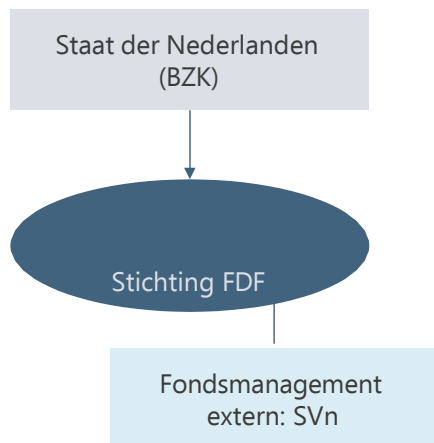 Staat der Nederlanden
(BZK)
Stichting FDF
Fondsmanagement
extern: SVn